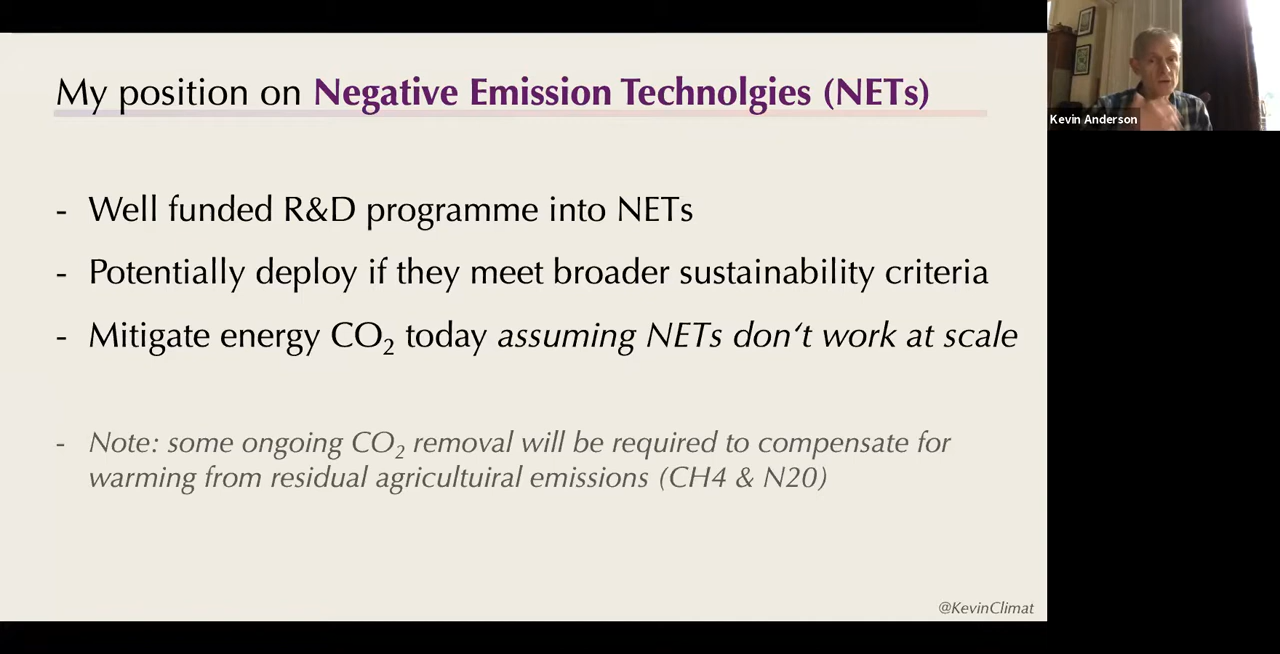 My position on Negative Emission Technolgies (NETs)
- Well funded R&D programme into NETs
- Potentially deploy if they meet broader sustainability criteria
- Mitigate energy CO₂ today assuming NETs don‘t work at scale
- Note: some ongoing CO₂ removal will be required to compensate for
warming from residual agricultuiral emissions (CH4 & N20)
@KevinClimat
Kevin Anderson